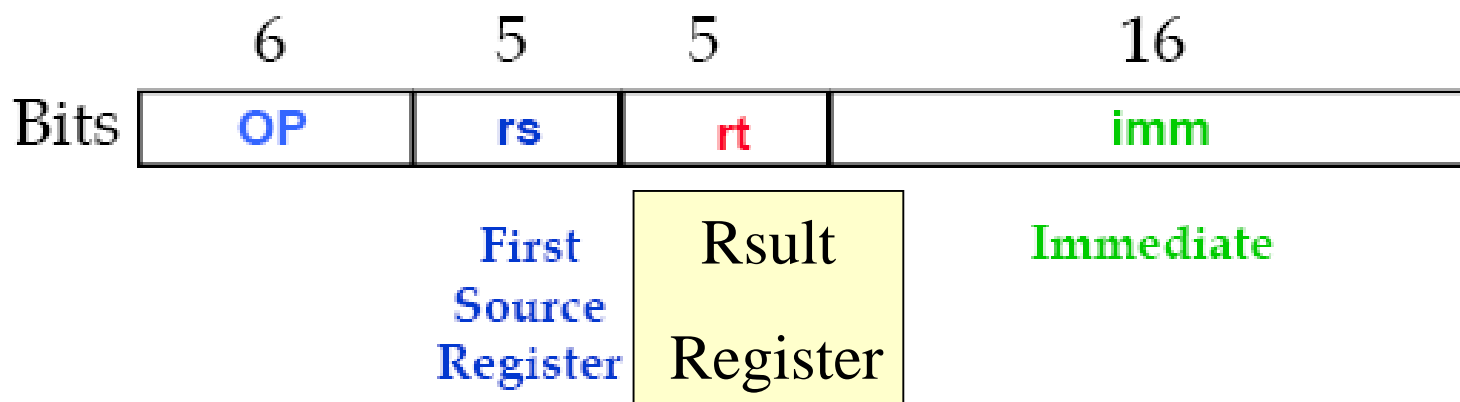 6 5 5 16
Bits OP rs rt imm
First
Source
Register
Rsult
Register
Immediate